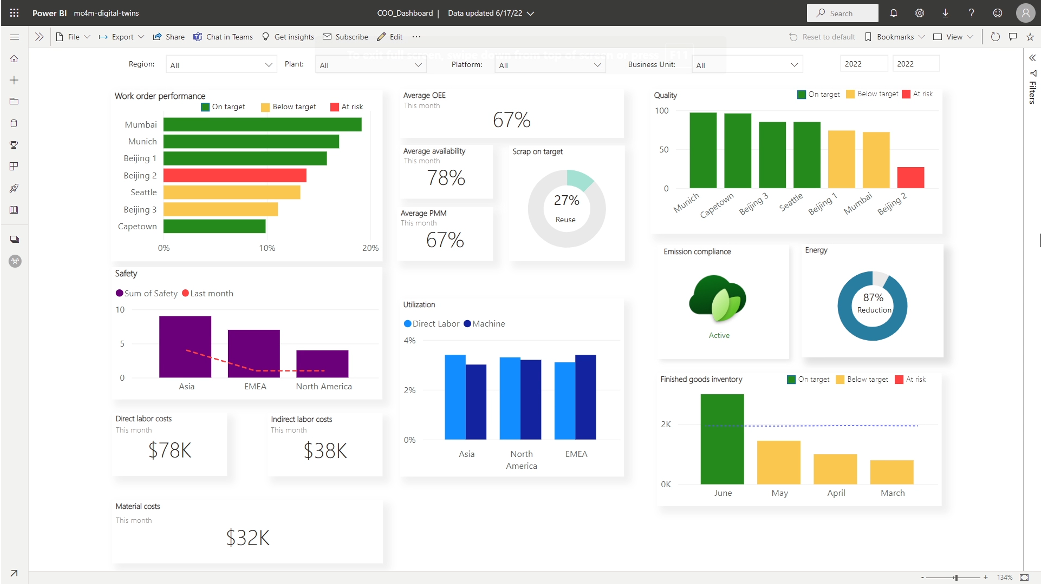 Power BI mc4m-digital-twins
COO_Dashboard | Data updated 6/17/22
Search
File Export Share Chat in Teams Get insights Subscribe Edit ...
Reset to default Bookmarks View
Region: All Plant: All Platform: All Business Unit: All 2022 2022
Filters
Work order performance
On target Below target At risk
Mumbai
Munich
Beijing 1
Beijing 2
Seattle
Beijing 3
Capetown
0% 10% 20%
Average OEE
This month
67%
Average availability
This month
78%
Average PMM
This month
67%
Scrap on target
27%
Reuse
Quality
On target Below target At risk
100
50
0
Munich Capetown Beijing 3 Seattle Beijing 1 Mumbai Beijing 2
Safety
Sum of Safety Last month
10
5
0
Asia EMEA North America
Utilization
Direct Labor Machine
4%
2%
0%
Asia North America EMEA
Emission compliance
Active
Energy
87%
Reduction
Direct labor costs
This month
$78K
Indirect labor costs
This month
$38K
Finished goods inventory
On target Below target At risk
2K
0K
June May April March
Material costs
This month
$32K
- + 134%